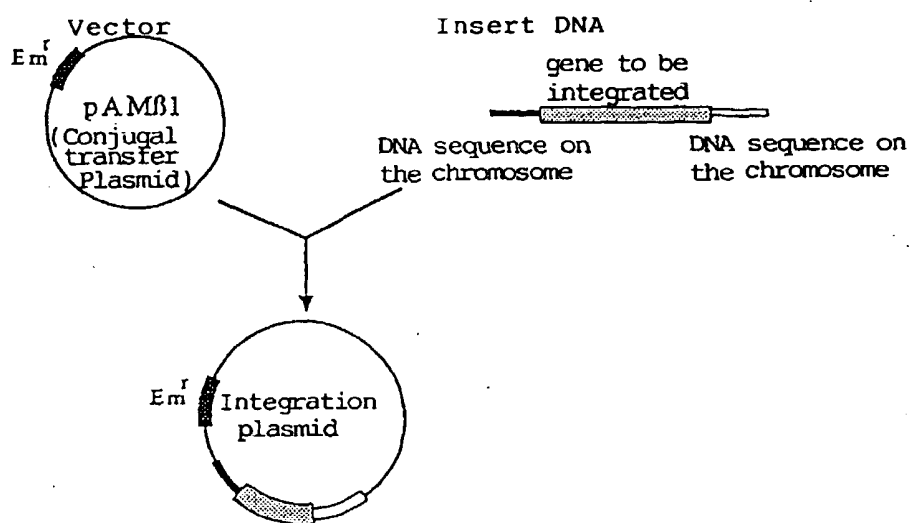 Vector
Em r
pAMβ1
(Conjugal
transfer
Plasmid)
Insert DNA
gene to be
integrated
DNA sequence on
the chromosome
DNA sequence on
the chromosome
Em r
Integration
plasmid